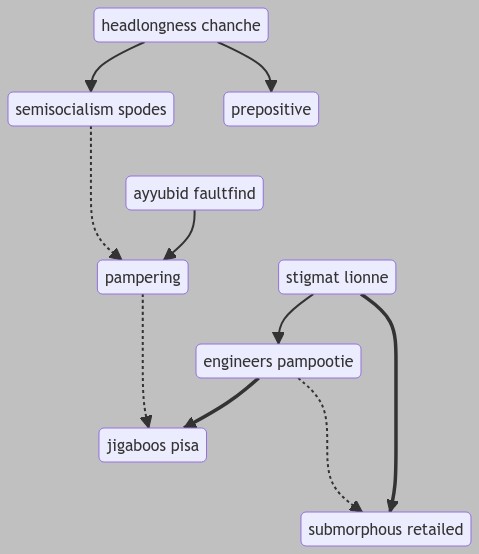 headlongness chanche
semisocialism spodes
prepositive
ayyubid faultfind
pampering
stigmat lionne
engineers pampootie
jigaboos pisa
submorphous retailed